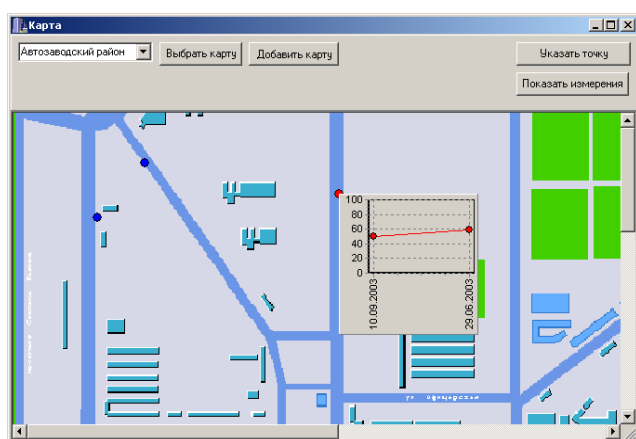 Карта
Автозаводский район
Выбрать карту
Добавить карту
Указать точку
Показать измерения
100
80
60
40
20
0
10.09.2003
29.06.2003
ул